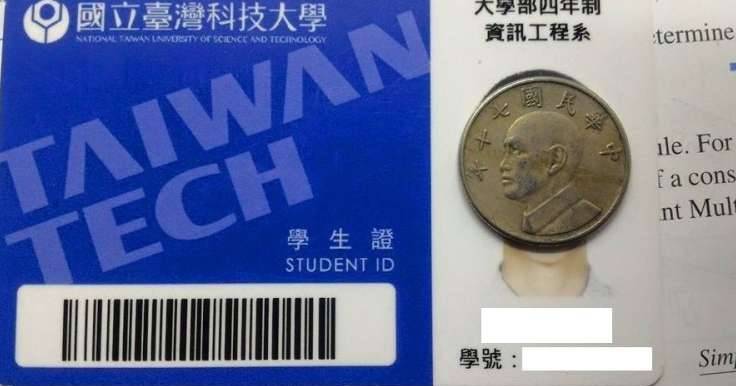 國立臺灣科技大學
NATIONAL TAIWAN UNIVERSITY OF SCIENCE AND TECHNOLOGY
TAIWAN
TECH
學生證
STUDENT ID
大學部四年制
資訊工程系
中華民國七十年
學號：
termine
ule. For
f a cons
nt Mult
Sim